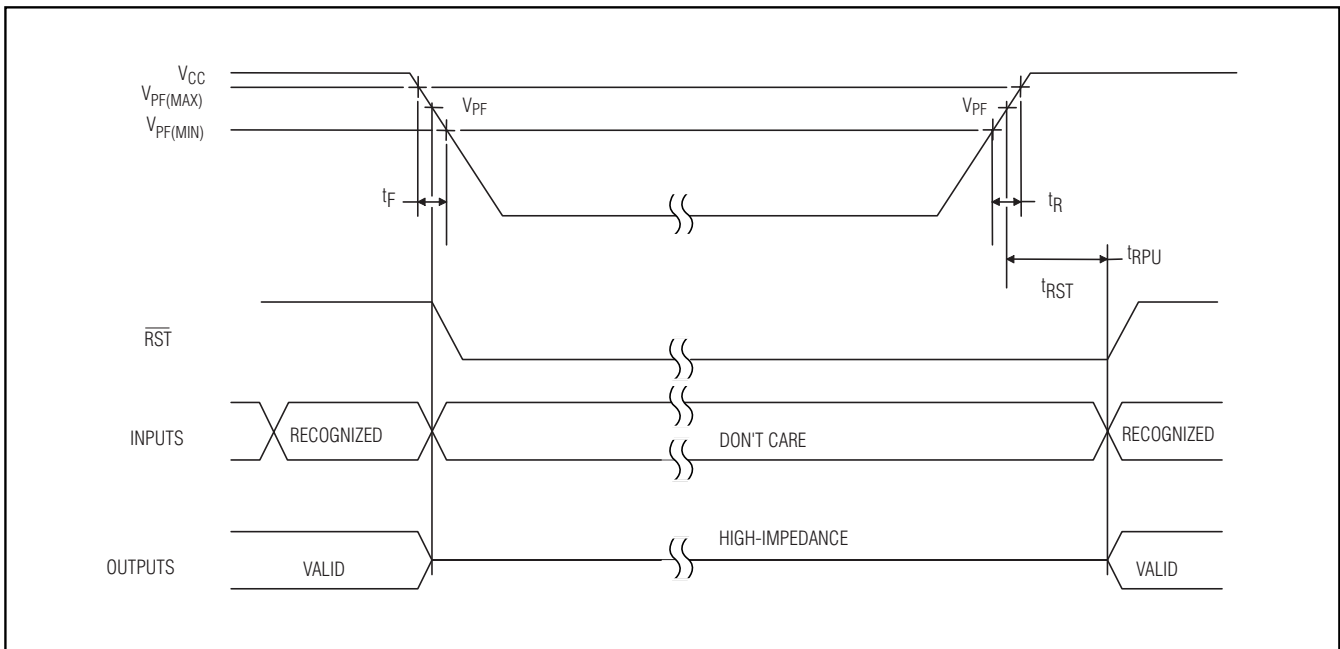 VCC
VPF(MAX)
VPF VPF
VPF(MIN)
tF tR
tRPU
tRST
RST
INPUTS RECOGNIZED DON'T CARE RECOGNIZED
HIGH-IMPEDANCE
OUTPUTS VALID VALID